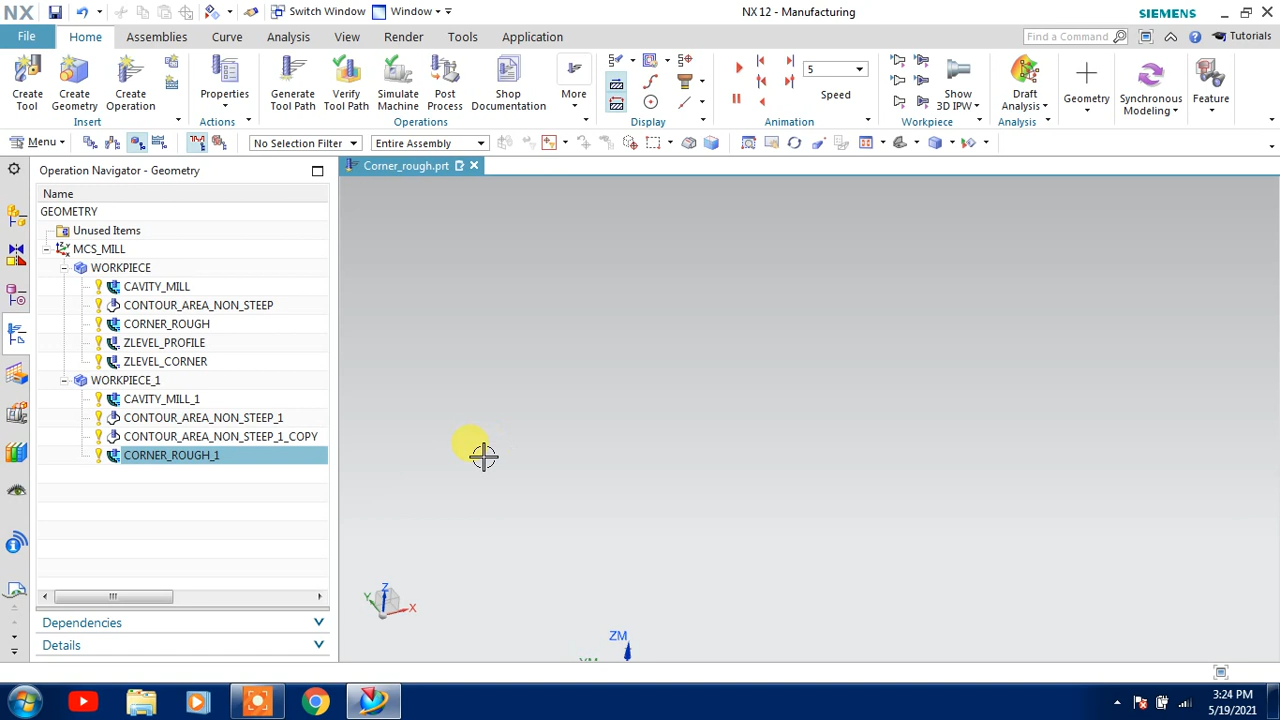 NX
Switch Window
Window
NX 12 - Manufacturing
SIEMENS
File
Home
Assemblies
Curve
Analysis
View
Render
Tools
Application
Find a Command
Tutorials
Create Tool
Create Geometry
Create Operation
Properties
Generate Tool Path
Verify Tool Path
Simulate Machine
Post Process
Shop Documentation
More
5
Speed
Show 3D IPW
Draft Analysis
Geometry
Synchronous Modeling
Feature
Insert
Actions
Operations
Display
Animation
Workpiece
Analysis
Menu
No Selection Filter
Entire Assembly
Operation Navigator - Geometry
Corner_rough.prt
Name
GEOMETRY
Unused Items
MCS_MILL
WORKPIECE
CAVITY_MILL
CONTOUR_AREA_NON_STEEP
CORNER_ROUGH
ZLEVEL_PROFILE
ZLEVEL_CORNER
WORKPIECE_1
CAVITY_MILL_1
CONTOUR_AREA_NON_STEEP_1
CONTOUR_AREA_NON_STEEP_1_COPY
CORNER_ROUGH_1
Z
Y
X
ZM
YM
Dependencies
Details
3:24 PM
5/19/2021